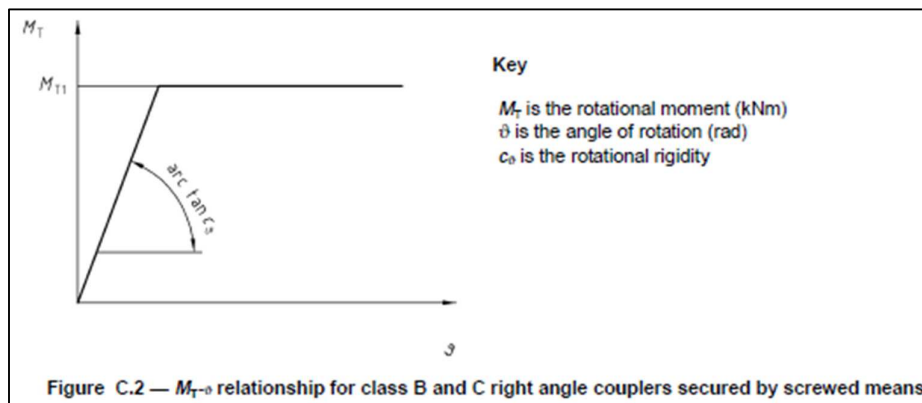 M_T
Key
M_T1
M_T is the rotational moment (kNm)
ϑ is the angle of rotation (rad)
c_ϑ is the rotational rigidity
arc tan c_ϑ
ϑ
Figure C.2 — M_T-ϑ relationship for class B and C right angle couplers secured by screwed means